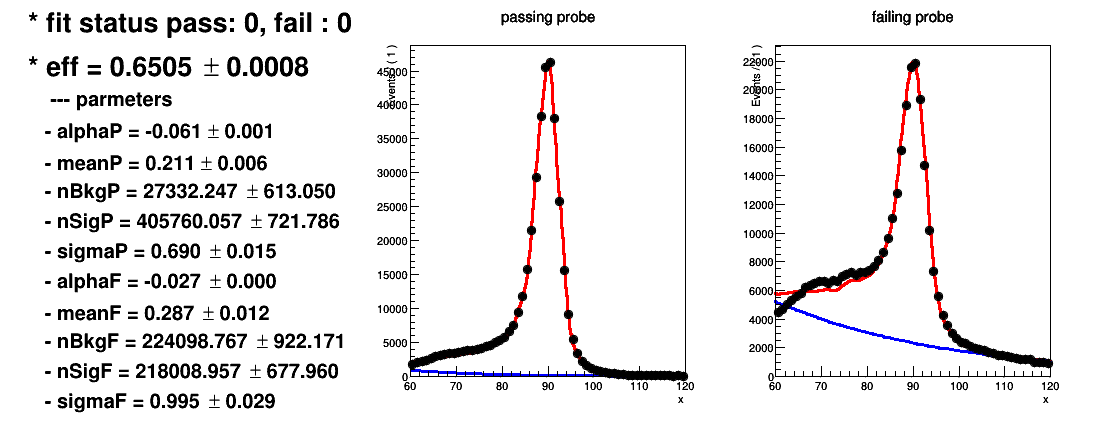 * fit status pass: 0, fail : 0
* eff = 0.6505 ± 0.0008
--- parmeters
- alphaP = -0.061 ± 0.001
- meanP = 0.211 ± 0.006
- nBkgP = 27332.247 ± 613.050
- nSigP = 405760.057 ± 721.786
- sigmaP = 0.690 ± 0.015
- alphaF = -0.027 ± 0.000
- meanF = 0.287 ± 0.012
- nBkgF = 224098.767 ± 922.171
- nSigF = 218008.957 ± 677.960
- sigmaF = 0.995 ± 0.029
passing probe
Events / ( 1 )
45000
40000
35000
30000
25000
20000
15000
10000
5000
0
60 70 80 90 100 110 120
x
failing probe
Events / ( 1 )
22000
20000
18000
16000
14000
12000
10000
8000
6000
4000
2000
0
60 70 80 90 100 110 120
x